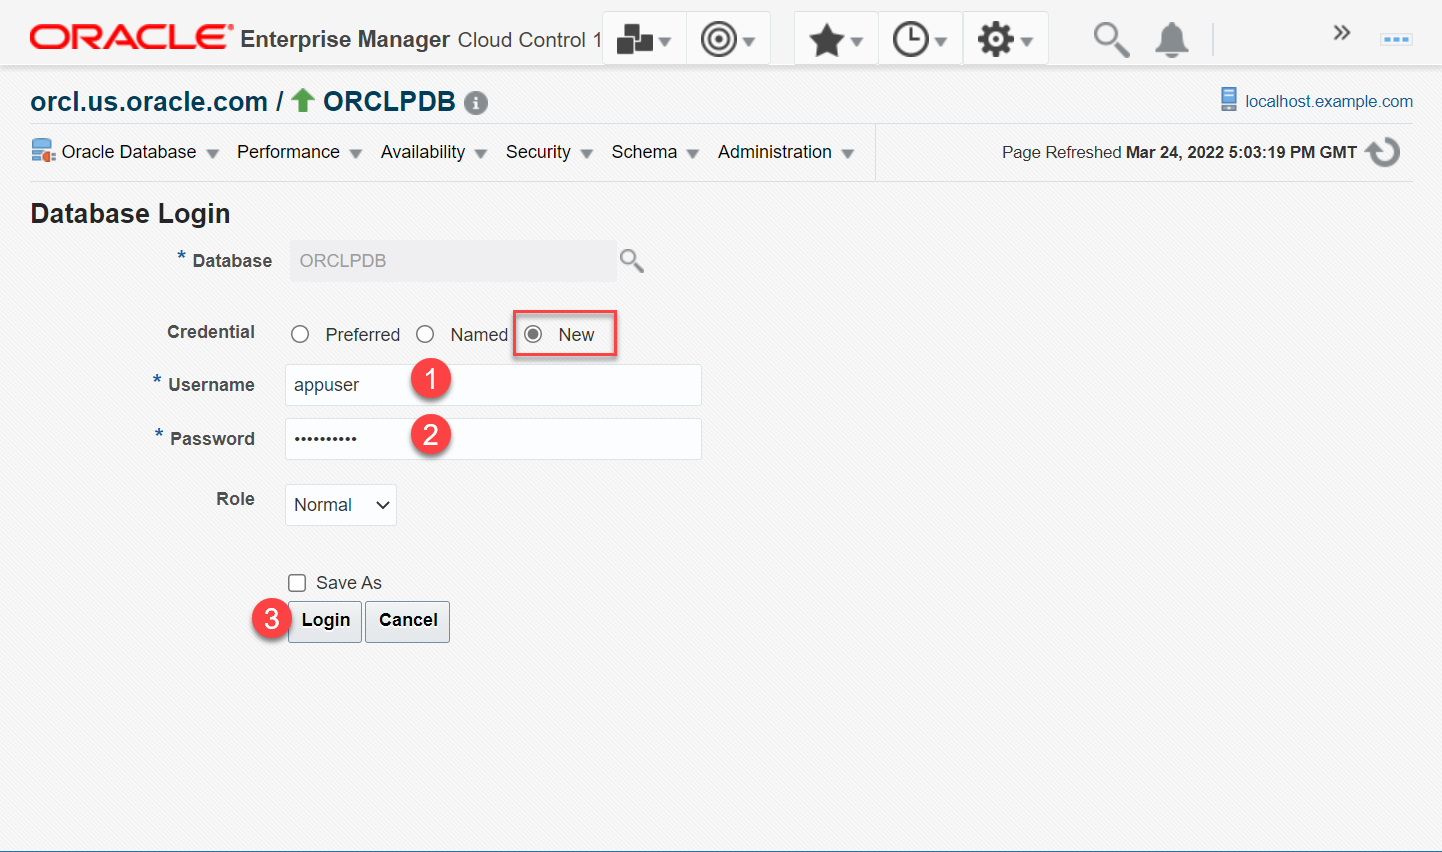 ORACLE Enterprise Manager Cloud Control 1
orcl.us.oracle.com / ORCLPDB
localhost.example.com
Oracle Database Performance Availability Security Schema Administration
Page Refreshed Mar 24, 2022 5:03:19 PM GMT
Database Login
* Database ORCLPDB
Credential Preferred Named New
* Username appuser 1
* Password •••••••••• 2
Role Normal
Save As
3 Login Cancel